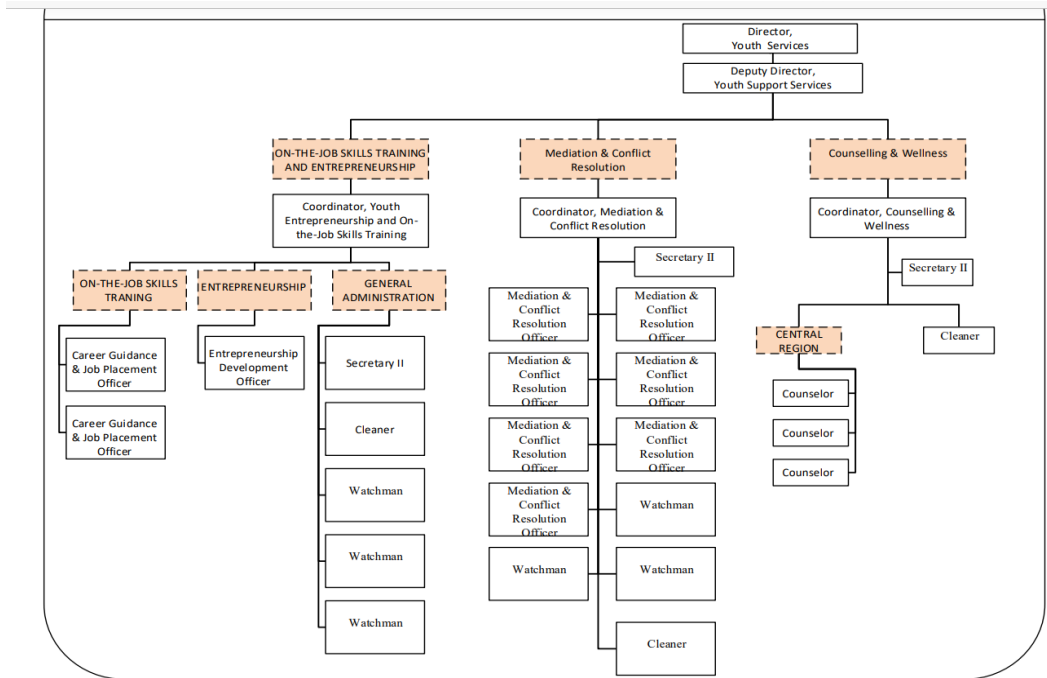 Director,
Youth Services
Deputy Director,
Youth Support Services
ON-THE-JOB SKILLS TRAINING
AND ENTREPRENEURSHIP
Mediation & Conflict
Resolution
Counselling & Wellness
Coordinator, Youth
Entrepreneurship and On-
the-Job Skills Training
Coordinator, Mediation &
Conflict Resolution
Coordinator, Counselling &
Wellness
ON-THE-JOB SKILLS
TRANING
ENTREPRENEURSHIP
GENERAL
ADMINISTRATION
Career Guidance
& Job Placement
Officer
Career Guidance
& Job Placement
Officer
Entrepreneurship
Development
Officer
Secretary II
Cleaner
Watchman
Watchman
Watchman
Secretary II
Mediation &
Conflict
Resolution
Officer
Mediation &
Conflict
Resolution
Officer
Mediation &
Conflict
Resolution
Officer
Mediation &
Conflict
Resolution
Officer
Mediation &
Conflict
Resolution
Officer
Mediation &
Conflict
Resolution
Officer
Mediation &
Conflict
Resolution
Officer
Watchman
Watchman
Watchman
Cleaner
Secretary II
CENTRAL
REGION
Cleaner
Counselor
Counselor
Counselor